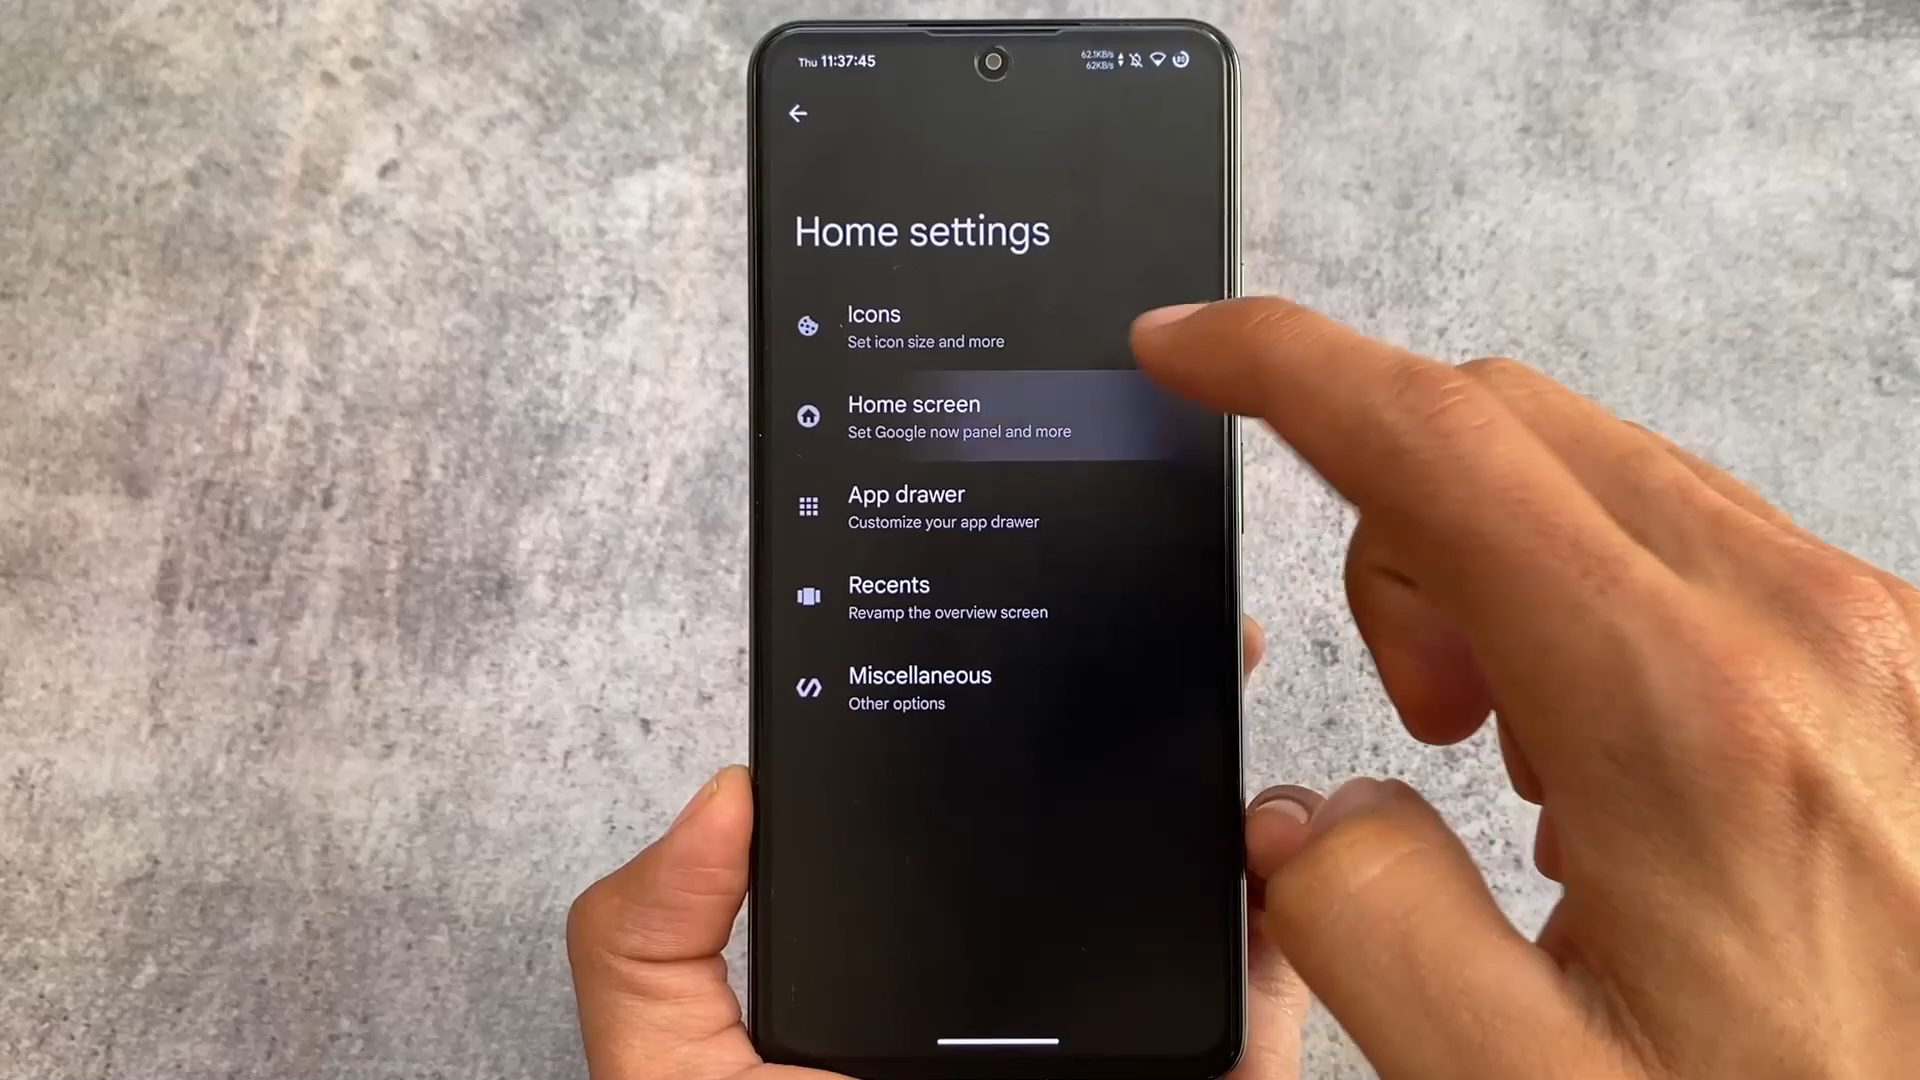 Thu 11:37:45
62.1KB/s
62KB/s
80
Home settings
Icons
Set icon size and more
Home screen
Set Google now panel and more
App drawer
Customize your app drawer
Recents
Revamp the overview screen
Miscellaneous
Other options